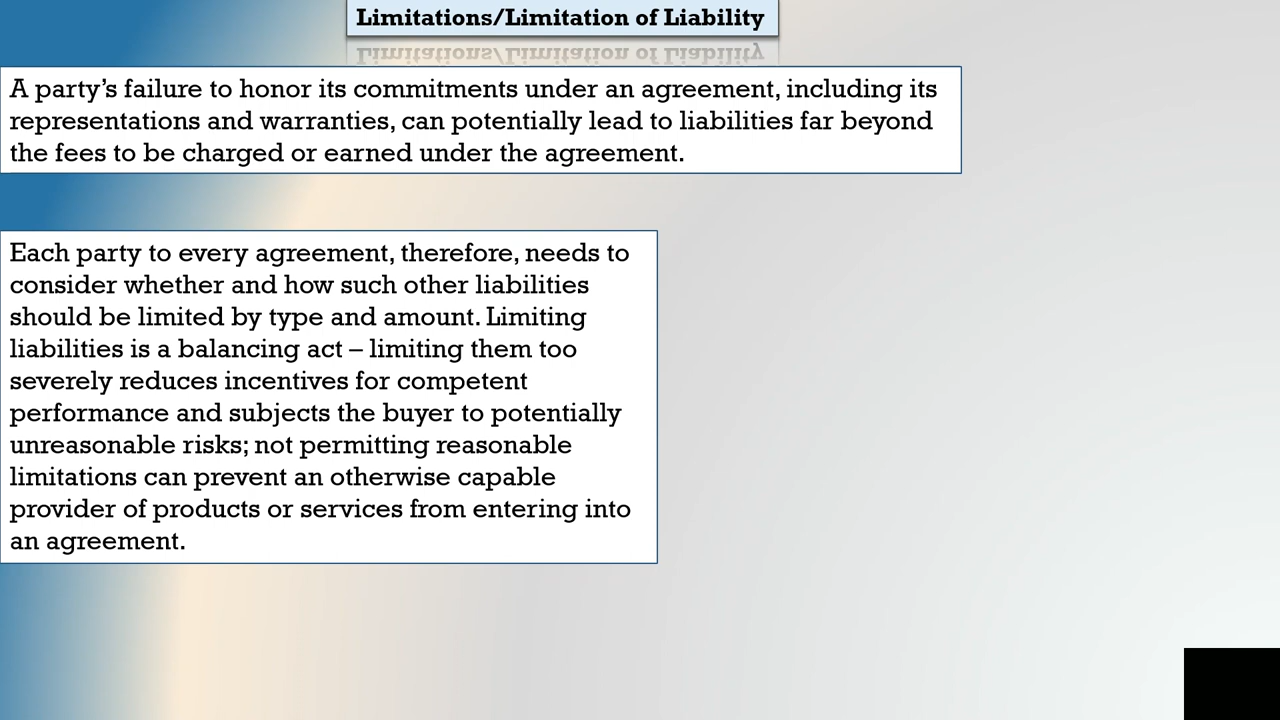 Limitations/Limitation of Liability
A party’s failure to honor its commitments under an agreement, including its
representations and warranties, can potentially lead to liabilities far beyond
the fees to be charged or earned under the agreement.
Each party to every agreement, therefore, needs to
consider whether and how such other liabilities
should be limited by type and amount. Limiting
liabilities is a balancing act – limiting them too
severely reduces incentives for competent
performance and subjects the buyer to potentially
unreasonable risks; not permitting reasonable
limitations can prevent an otherwise capable
provider of products or services from entering into
an agreement.